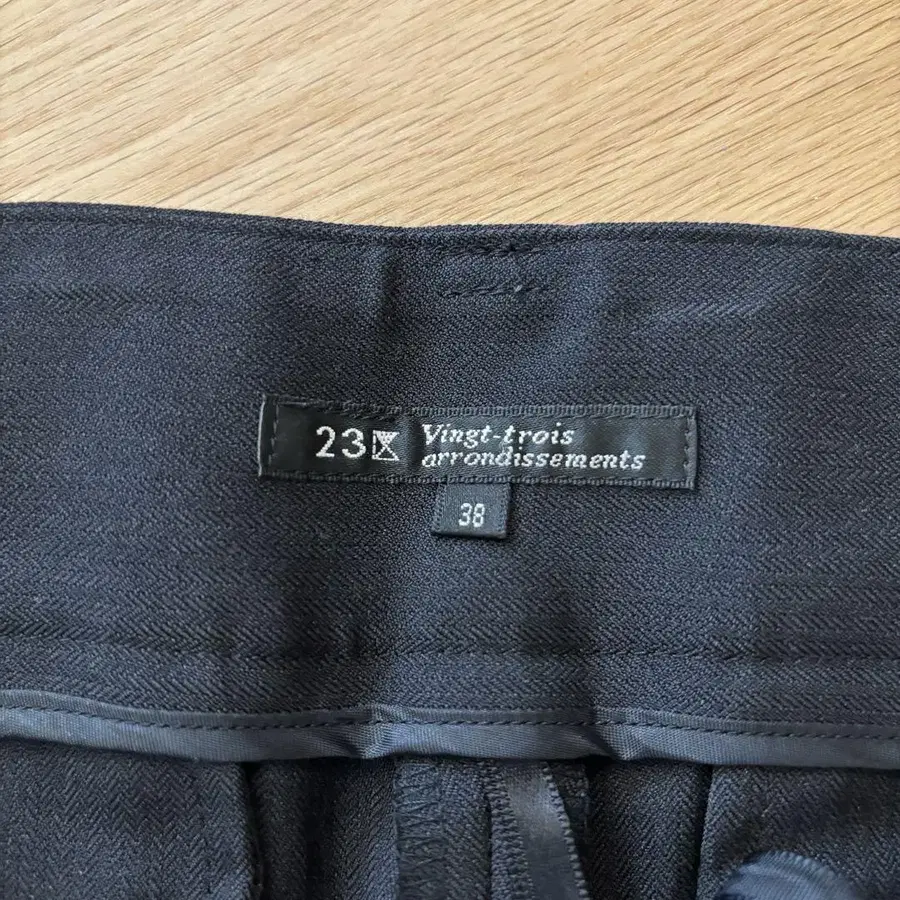 23区 Vingt-trois
arrondissements
38